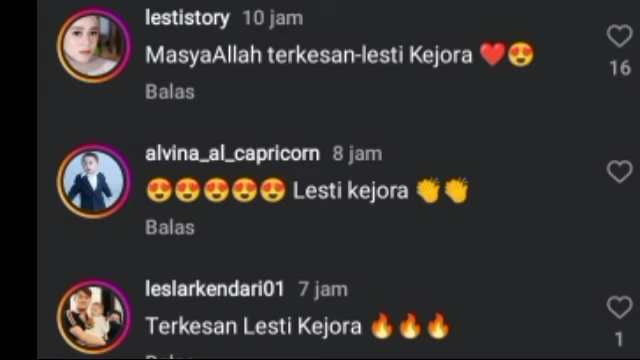 lestistory 10 jam
MasyaAllah terkesan-lesti Kejora ❤️😍
16
Balas
alvina_al_capricorn 8 jam
😍😍😍😍😍 Lesti kejora 👏👏
Balas
leslarkendari01 7 jam
Terkesan Lesti Kejora 🔥🔥🔥
1
Balas